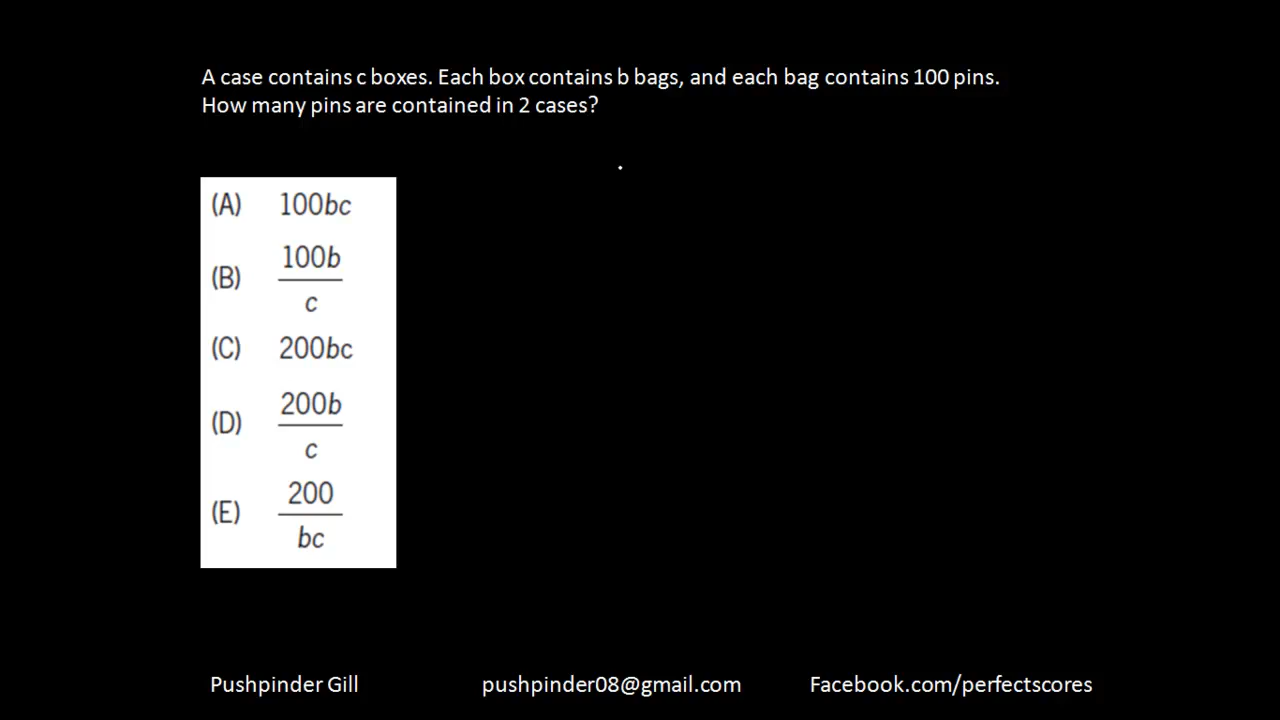 A case contains c boxes. Each box contains b bags, and each bag contains 100 pins.
How many pins are contained in 2 cases?
(A) 100bc
(B) 100b
c
(C) 200bc
(D) 200b
c
(E) 200
bc
Pushpinder Gill pushpinder08@gmail.com Facebook.com/perfectscores